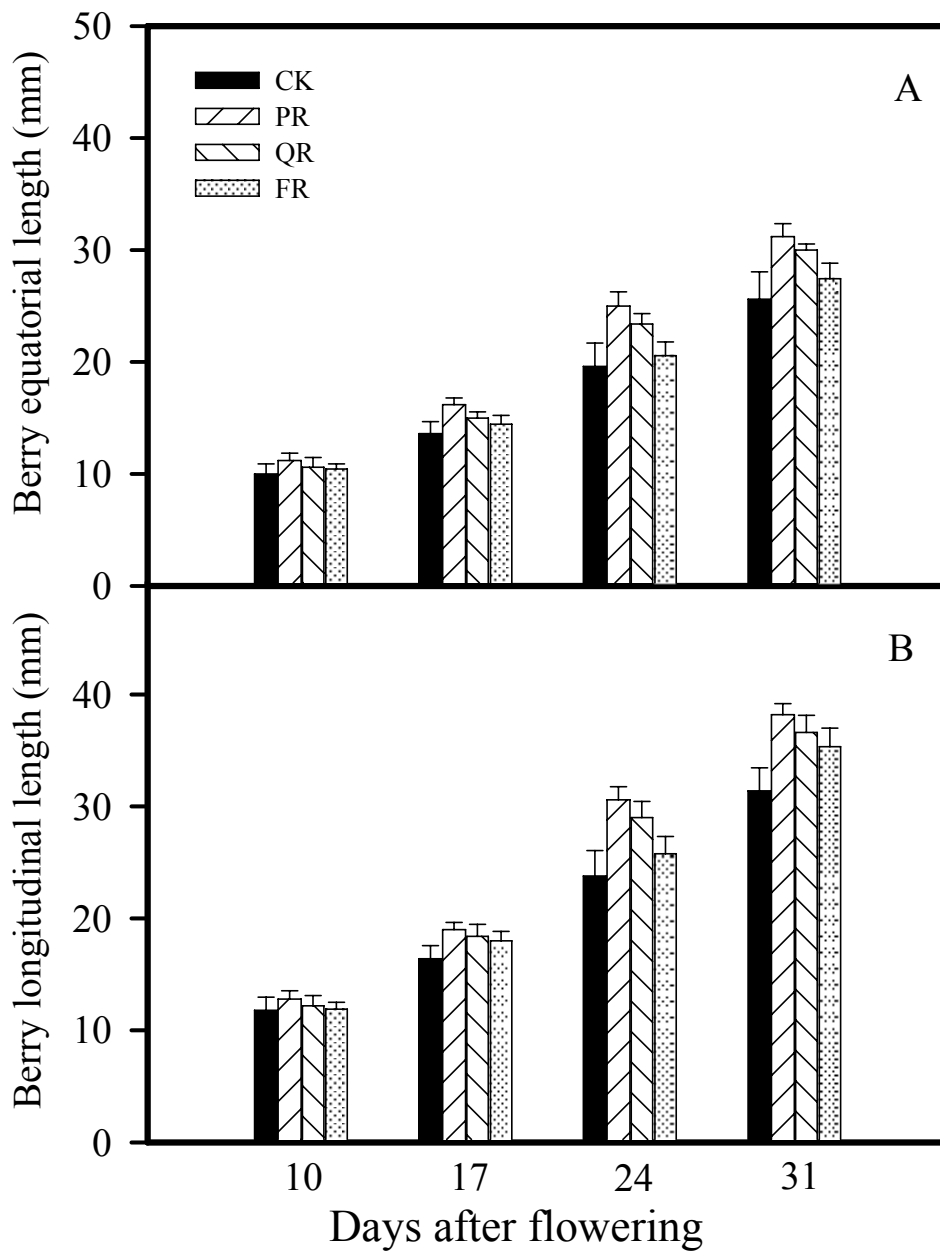 50
40
30
20
10
0
Berry equatorial length (mm)
CK
PR
QR
FR
A
40
30
20
10
0
Berry longitudinal length (mm)
B
10 17 24 31
Days after flowering